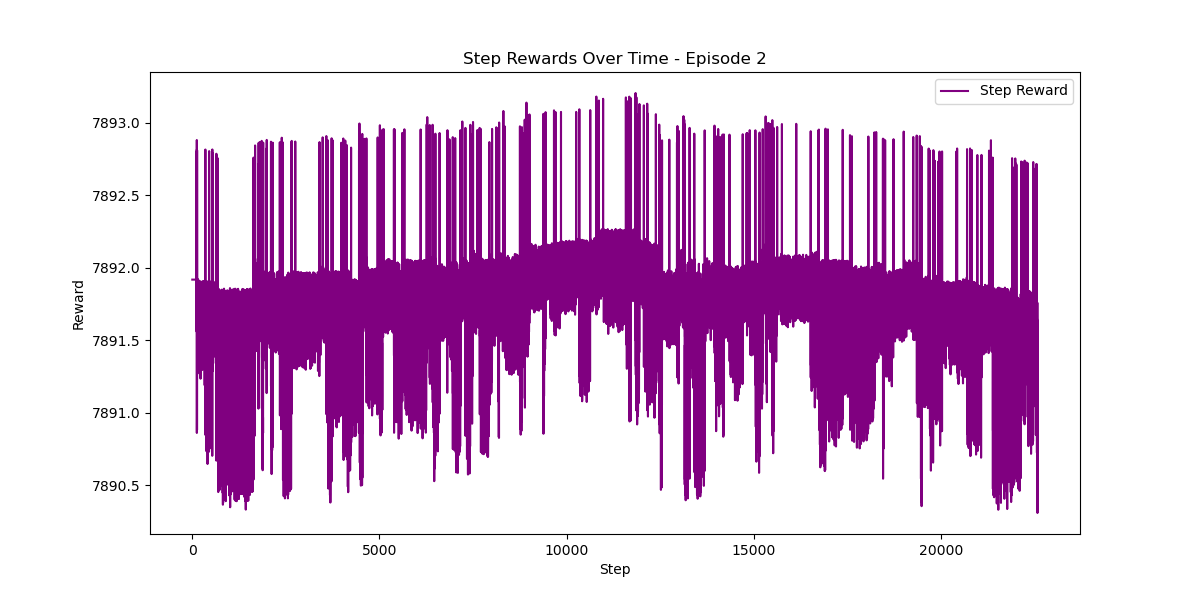 Step Rewards Over Time - Episode 2
Step Reward
7893.0
7892.5
7892.0
7891.5
7891.0
7890.5
Reward
0 5000 10000 15000 20000
Step